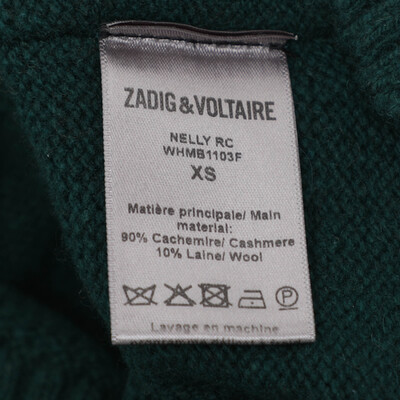 ZADIG&VOLTAIRE
NELLY RC
WHMB1103F
XS
Matière principale/ Main
material:
90% Cachemire/ Cashmere
10% Laine/ Wool
P
Lavage en machine